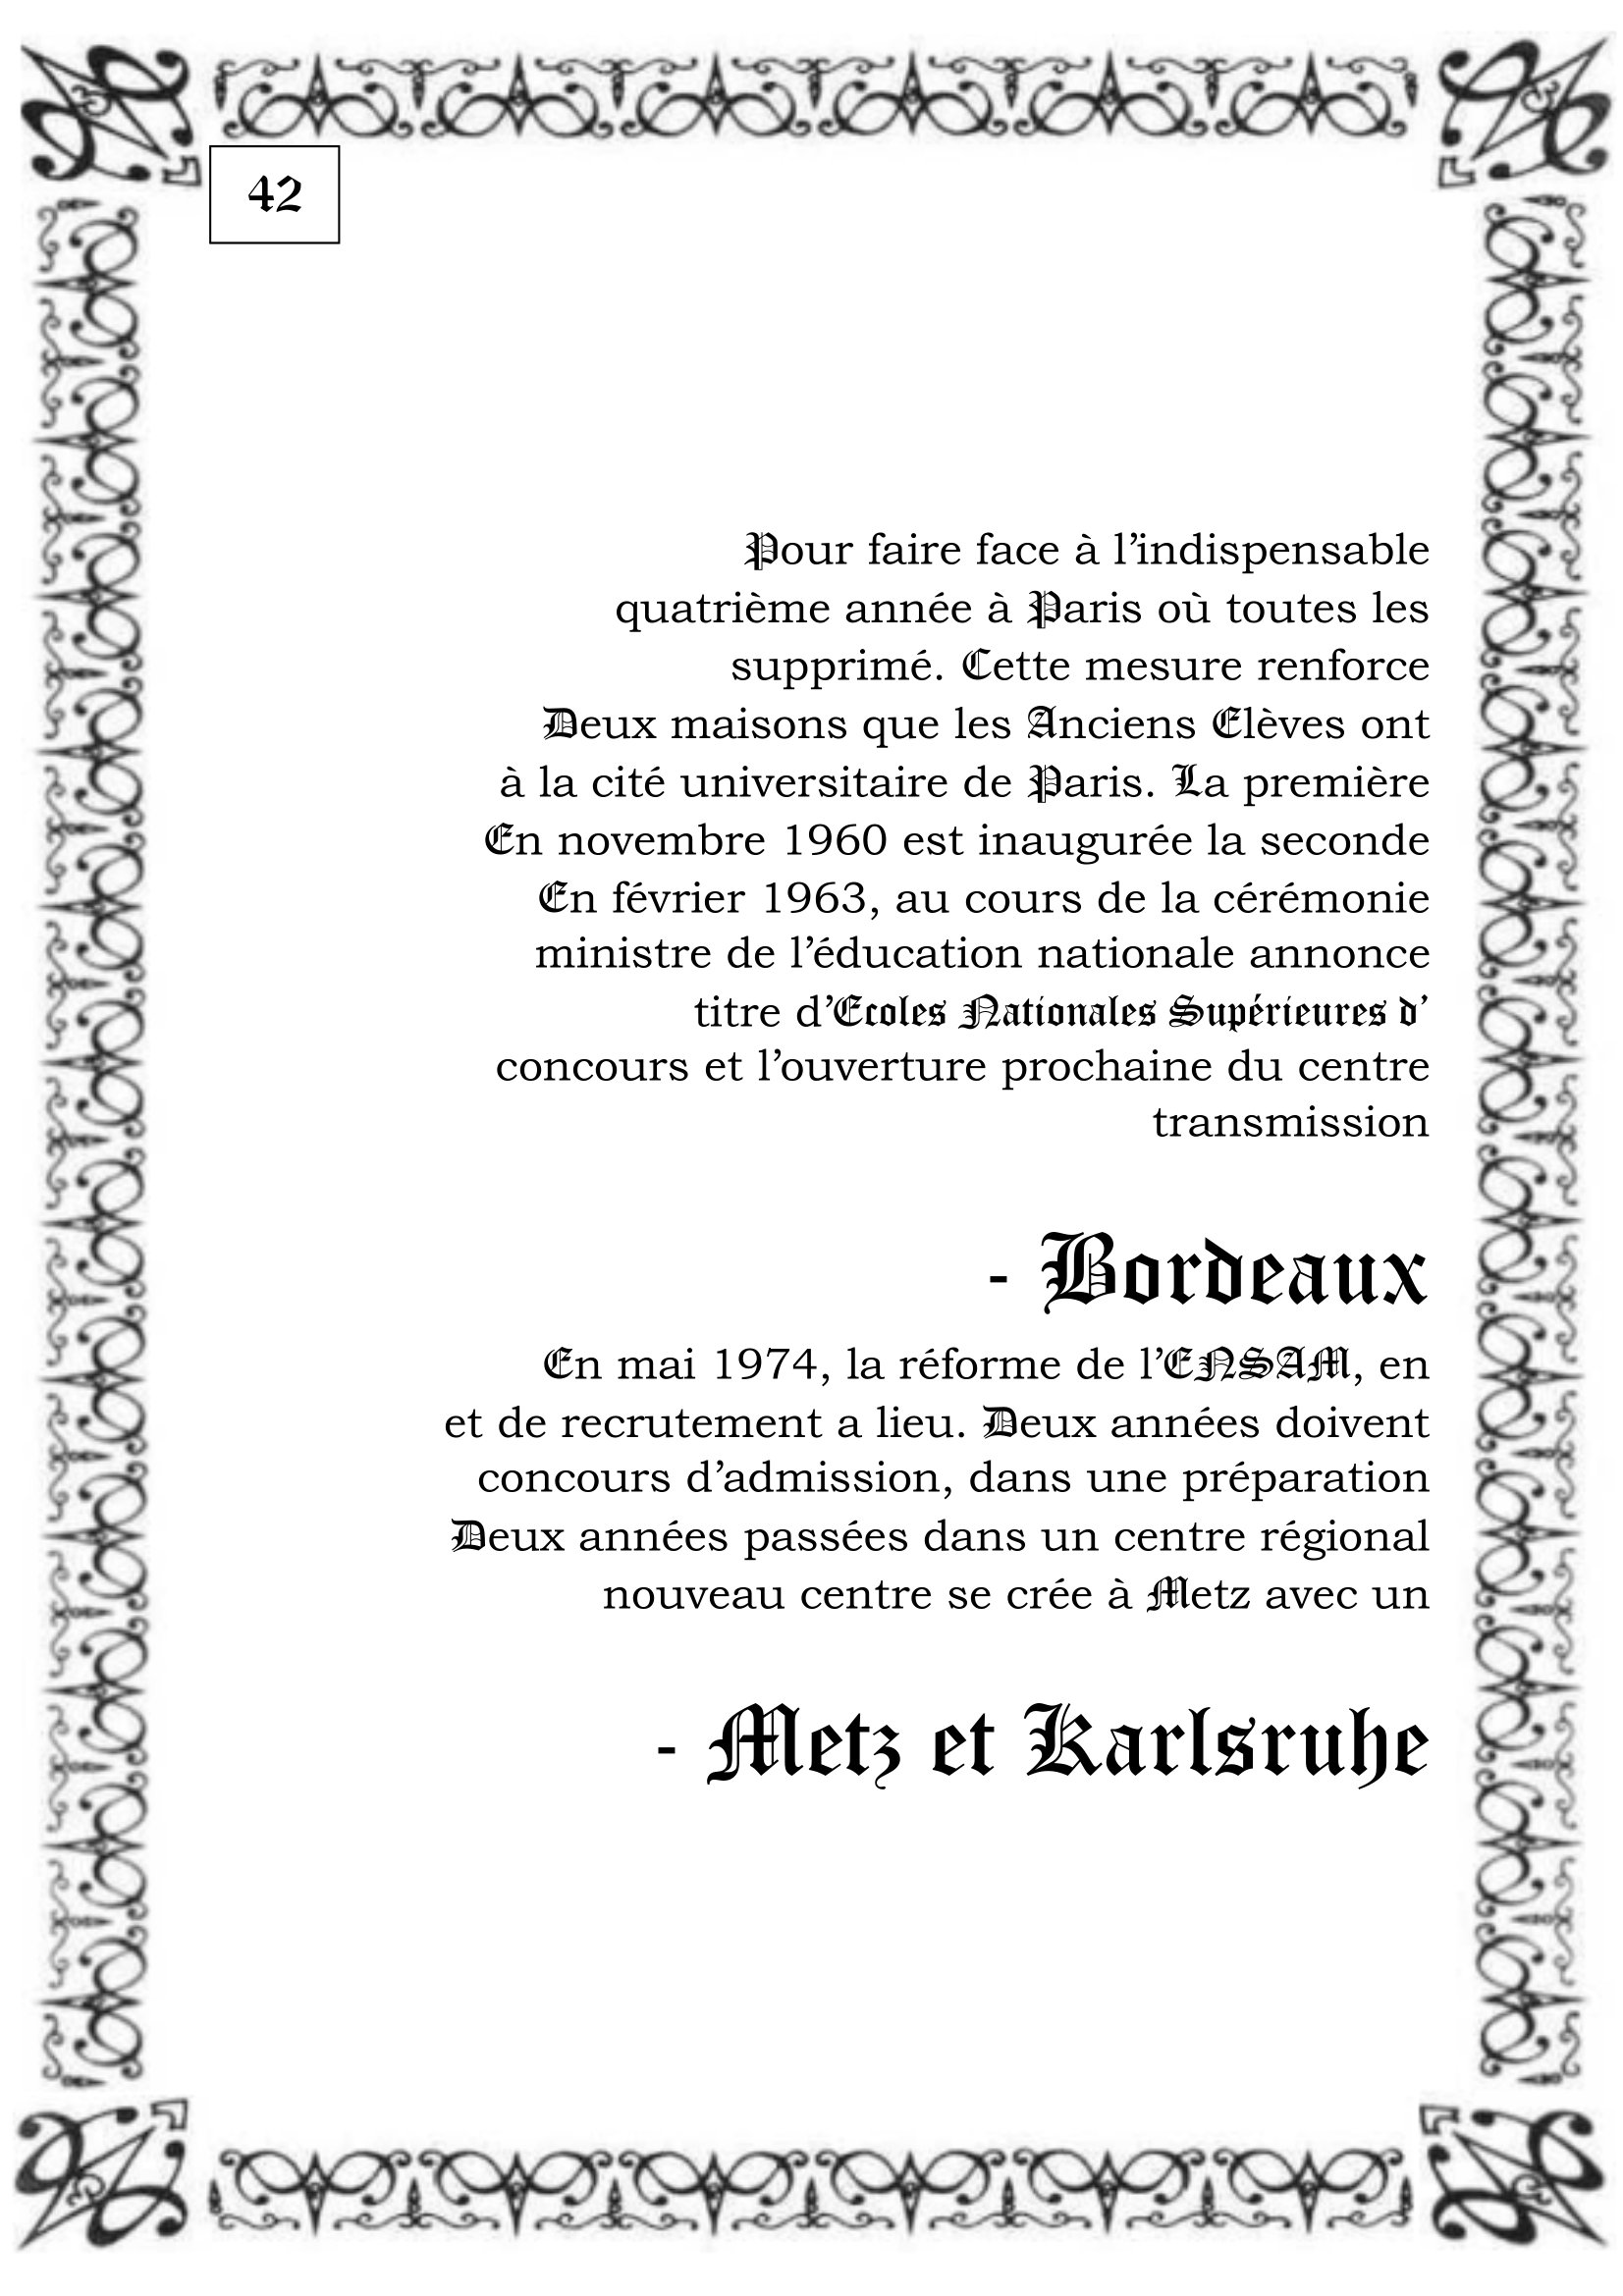 42
Pour faire face à l’indispensable
quatrième année à Paris où toutes les
supprimé. Cette mesure renforce
Deux maisons que les Anciens Elèves ont
à la cité universitaire de Paris. La première
En novembre 1960 est inaugurée la seconde
En février 1963, au cours de la cérémonie
ministre de l’éducation nationale annonce
titre d’Ecoles Nationales Supérieures d’
concours et l’ouverture prochaine du centre
transmission
- Bordeaux
En mai 1974, la réforme de l’ENSAM, en
et de recrutement a lieu. Deux années doivent
concours d’admission, dans une préparation
Deux années passées dans un centre régional
nouveau centre se crée à Metz avec un
- Metz et Karlsruhe